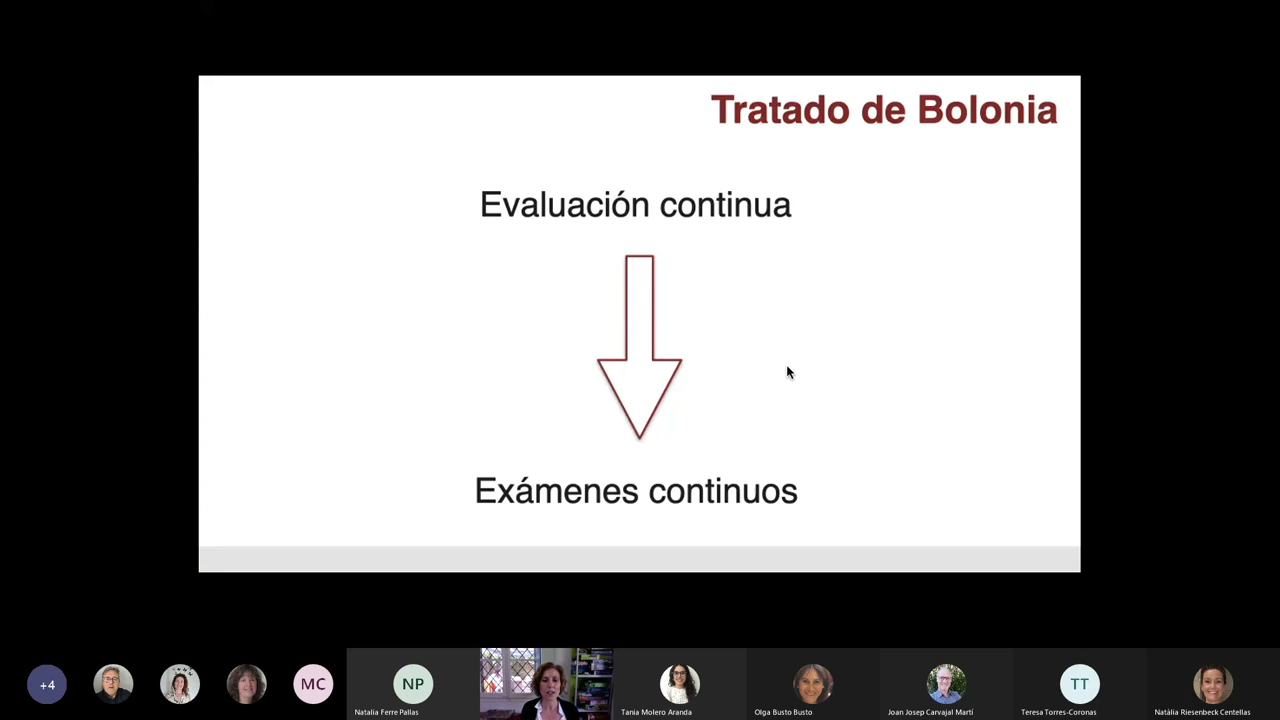 Tratado de Bolonia
Evaluación continua
Exámenes continuos
+4
MC
NP
TT
Natalia Ferre Pallas
Tania Molero Aranda
Olga Busto Busto
Joan Josep Carvajal Martí
Teresa Torres-Coronas
Natàlia Riesenbeck Centellas